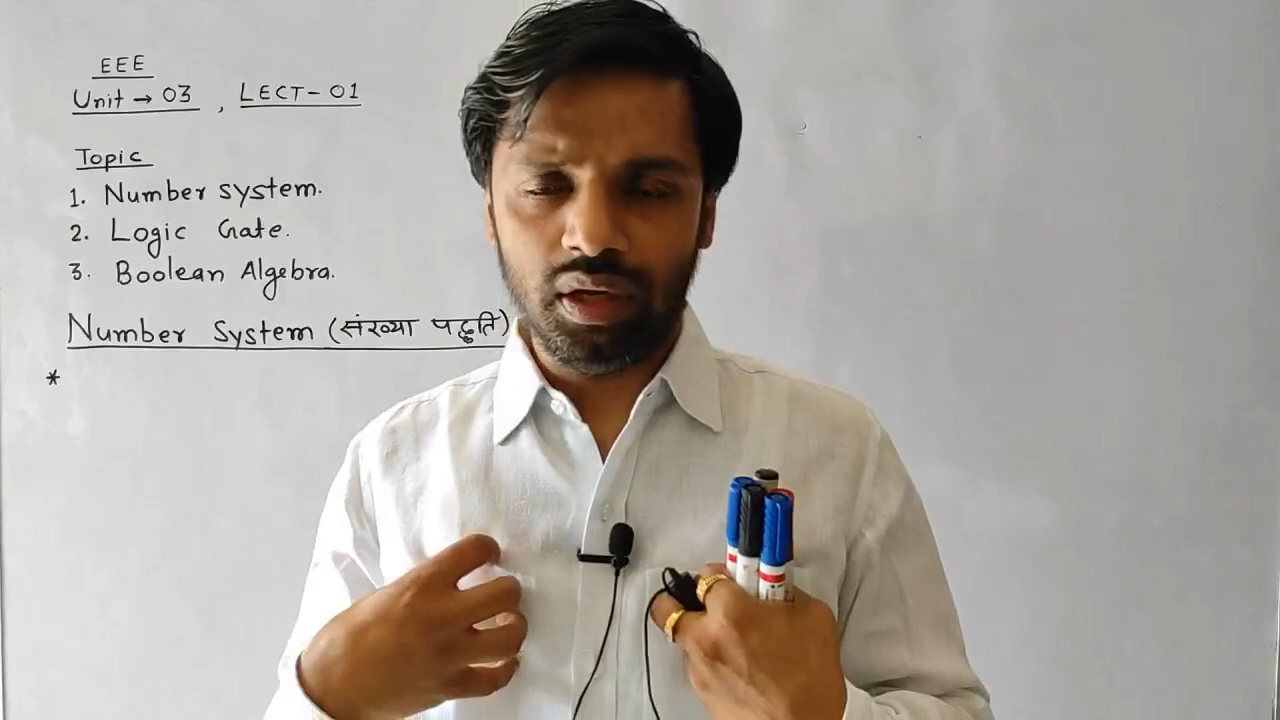 EEE
Unit → 03 , LECT-01
Topic
1. Number system.
2. Logic Gate.
3. Boolean Algebra.
Number System (संख्या पद्धति)
*